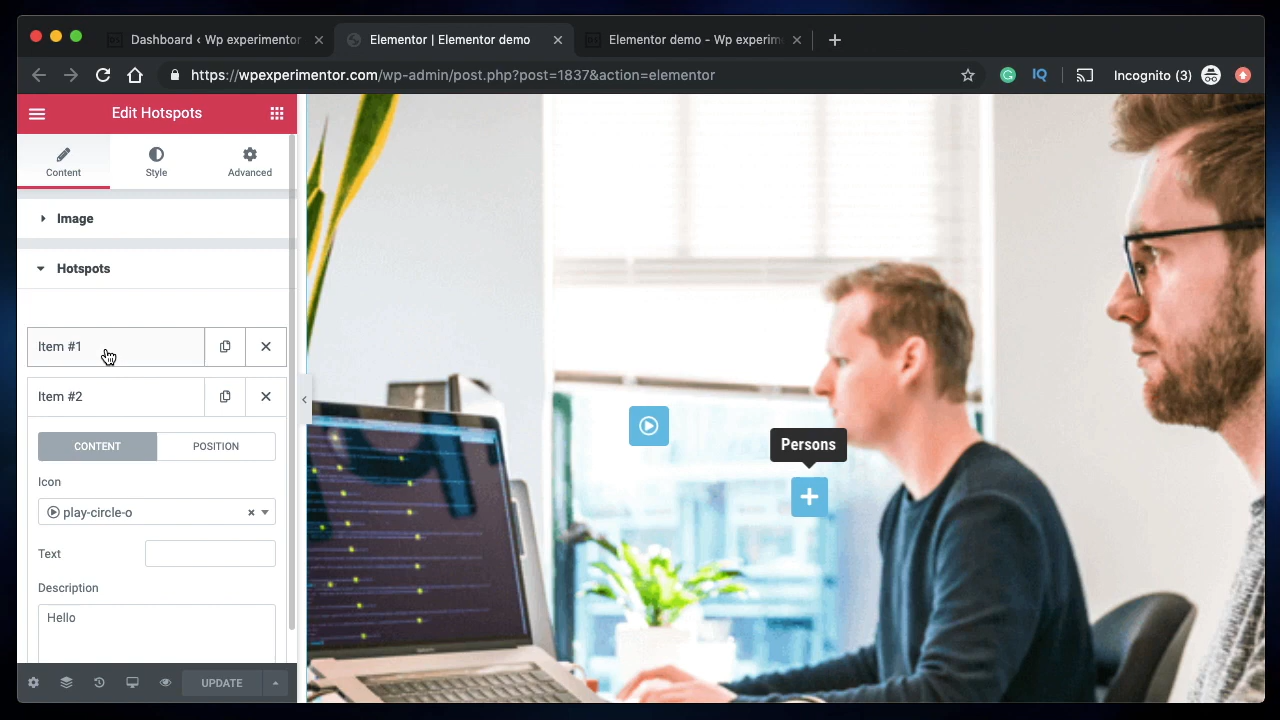 Dashboard ‹ Wp experimentor
Elementor | Elementor demo
Elementor demo - Wp experim
https://wpexperimentor.com/wp-admin/post.php?post=1837&action=elementor
IQ
Incognito (3)
Edit Hotspots
Content
Style
Advanced
Image
Hotspots
Item #1
Item #2
CONTENT
POSITION
Icon
play-circle-o
Text
Description
Hello
UPDATE
Persons